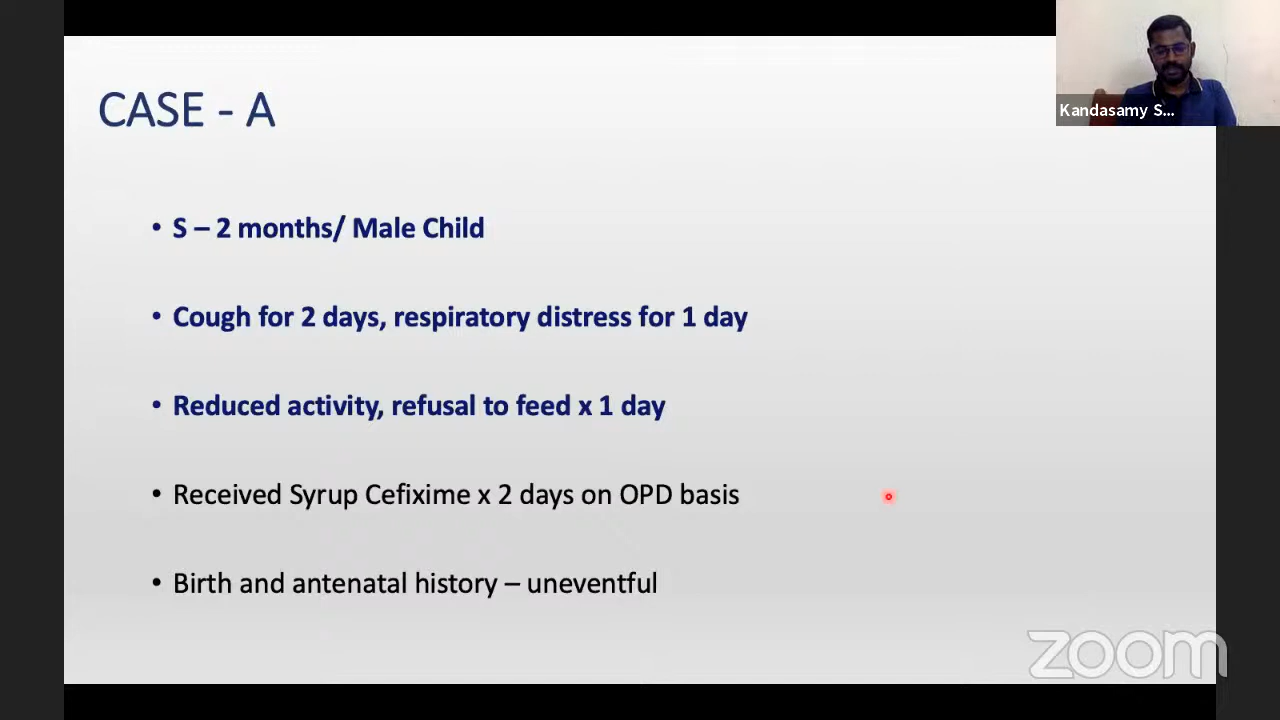 CASE - A
Kandasamy S...
• S – 2 months/ Male Child
• Cough for 2 days, respiratory distress for 1 day
• Reduced activity, refusal to feed x 1 day
• Received Syrup Cefixime x 2 days on OPD basis
• Birth and antenatal history – uneventful
zoom